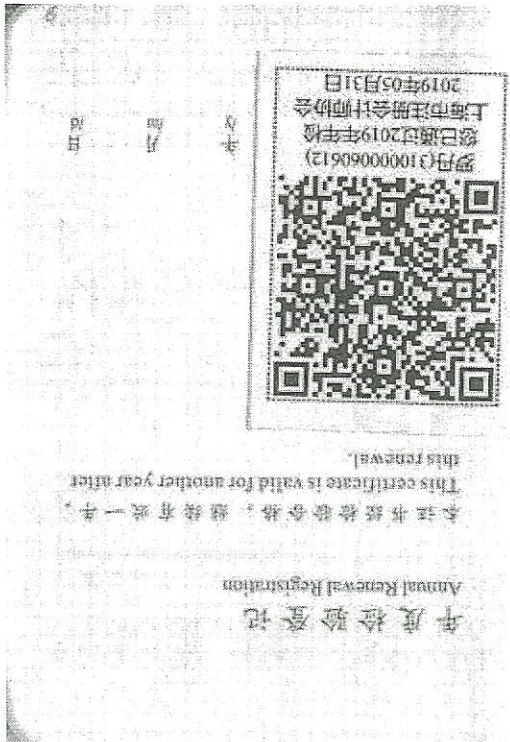 年度检验登记
Annual Renewal Registration
本证书经检验合格，继续有效一年。
This certificate is valid for another year after
this renewal.
罗丹(310000060612)
您已通过2019年年检
上海市注册会计师协会
2019年05月31日
年 月 日
/y /m /d